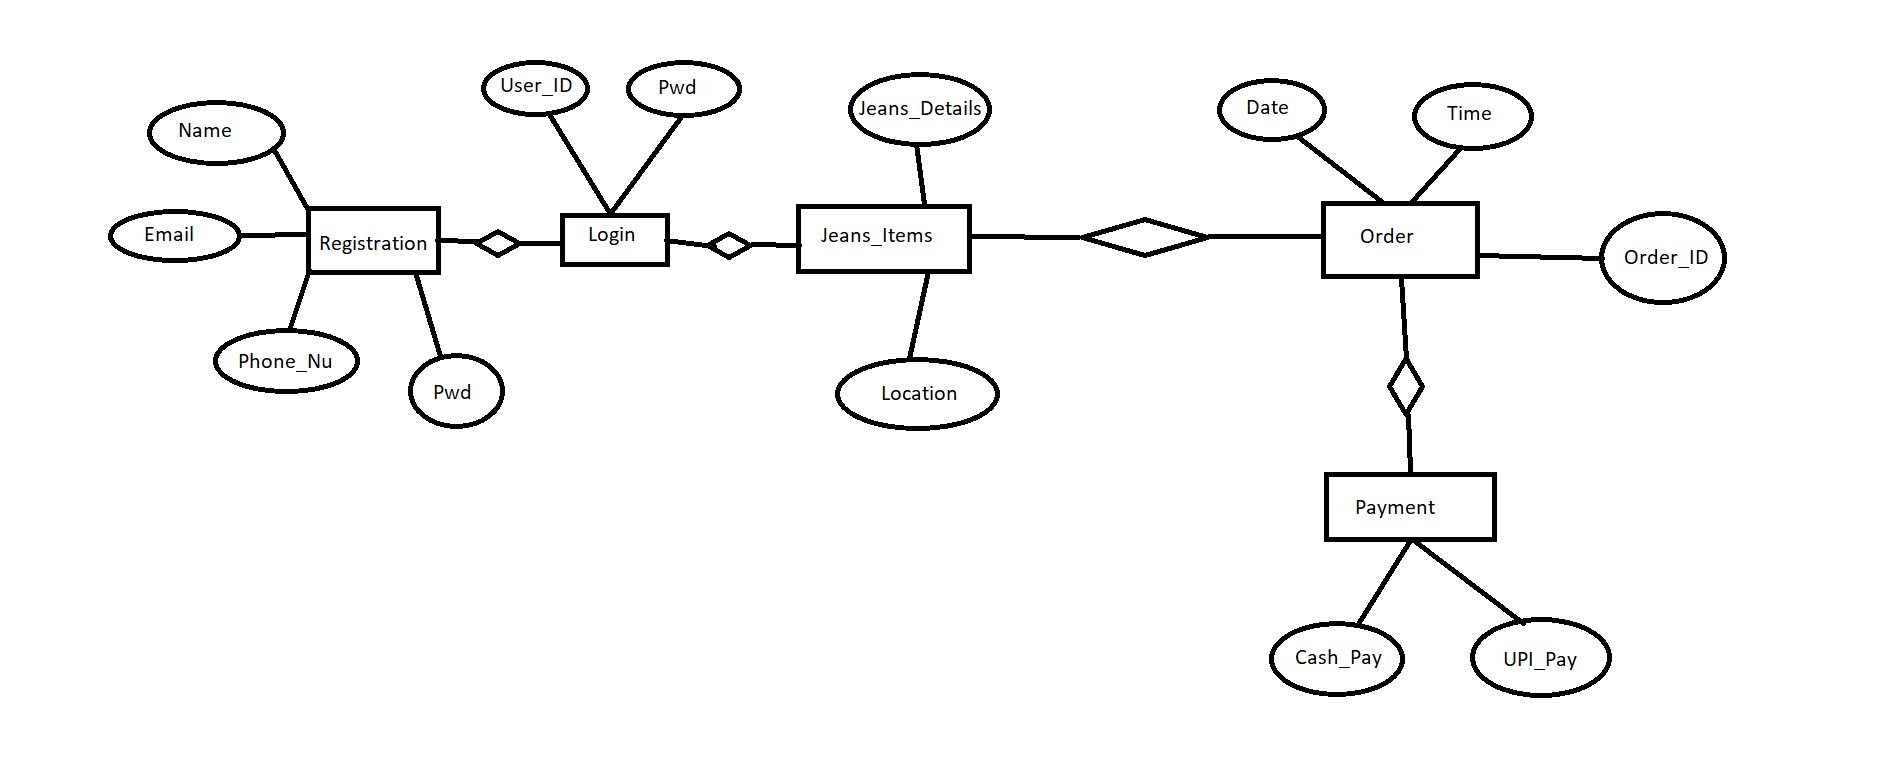 User_ID
Pwd
Jeans_Details
Date
Time
Name
Email
Registration
Login
Jeans_Items
Order
Order_ID
Phone_Nu
Pwd
Location
Payment
Cash_Pay
UPI_Pay